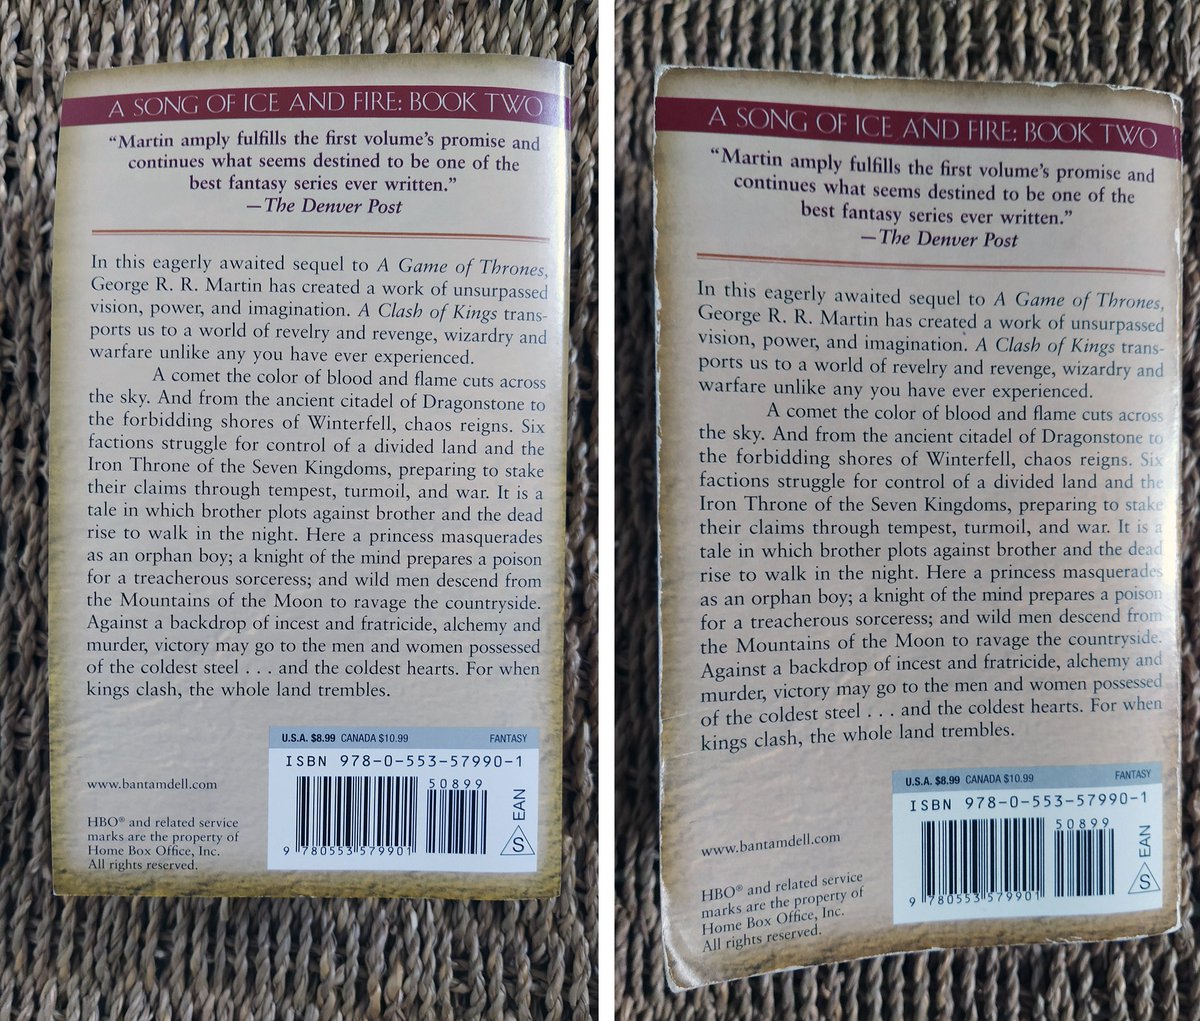 A SONG OF ICE AND FIRE: BOOK TWO
“Martin amply fulfills the first volume’s promise and
continues what seems destined to be one of the
best fantasy series ever written.”
—The Denver Post
In this eagerly awaited sequel to A Game of Thrones,
George R. R. Martin has created a work of unsurpassed
vision, power, and imagination. A Clash of Kings trans-
ports us to a world of revelry and revenge, wizardry and
warfare unlike any you have ever experienced.
A comet the color of blood and flame cuts across
the sky. And from the ancient citadel of Dragonstone to
the forbidding shores of Winterfell, chaos reigns. Six
factions struggle for control of a divided land and the
Iron Throne of the Seven Kingdoms, preparing to stake
their claims through tempest, turmoil, and war. It is a
tale in which brother plots against brother and the dead
rise to walk in the night. Here a princess masquerades
as an orphan boy; a knight of the mind prepares a poison
for a treacherous sorceress; and wild men descend from
the Mountains of the Moon to ravage the countryside.
Against a backdrop of incest and fratricide, alchemy and
murder, victory may go to the men and women possessed
of the coldest steel . . . and the coldest hearts. For when
kings clash, the whole land trembles.
U.S.A. $8.99 CANADA $10.99 FANTASY
ISBN 978-0-553-57990-1
50899
www.bantamdell.com
HBO® and related service
marks are the property of
Home Box Office, Inc.
All rights reserved.
9 780553 579901
S EAN
A SONG OF ICE AND FIRE: BOOK TWO
“Martin amply fulfills the first volume’s promise and
continues what seems destined to be one of the
best fantasy series ever written.”
—The Denver Post
In this eagerly awaited sequel to A Game of Thrones,
George R. R. Martin has created a work of unsurpassed
vision, power, and imagination. A Clash of Kings trans-
ports us to a world of revelry and revenge, wizardry and
warfare unlike any you have ever experienced.
A comet the color of blood and flame cuts across
the sky. And from the ancient citadel of Dragonstone to
the forbidding shores of Winterfell, chaos reigns. Six
factions struggle for control of a divided land and the
Iron Throne of the Seven Kingdoms, preparing to stake
their claims through tempest, turmoil, and war. It is a
tale in which brother plots against brother and the dead
rise to walk in the night. Here a princess masquerades
as an orphan boy; a knight of the mind prepares a poison
for a treacherous sorceress; and wild men descend from
the Mountains of the Moon to ravage the countryside.
Against a backdrop of incest and fratricide, alchemy and
murder, victory may go to the men and women possessed
of the coldest steel . . . and the coldest hearts. For when
kings clash, the whole land trembles.
U.S.A. $8.99 CANADA $10.99 FANTASY
ISBN 978-0-553-57990-1
50899
www.bantamdell.com
HBO® and related service
marks are the property of
Home Box Office, Inc.
All rights reserved.
9 780553 579901
S EAN